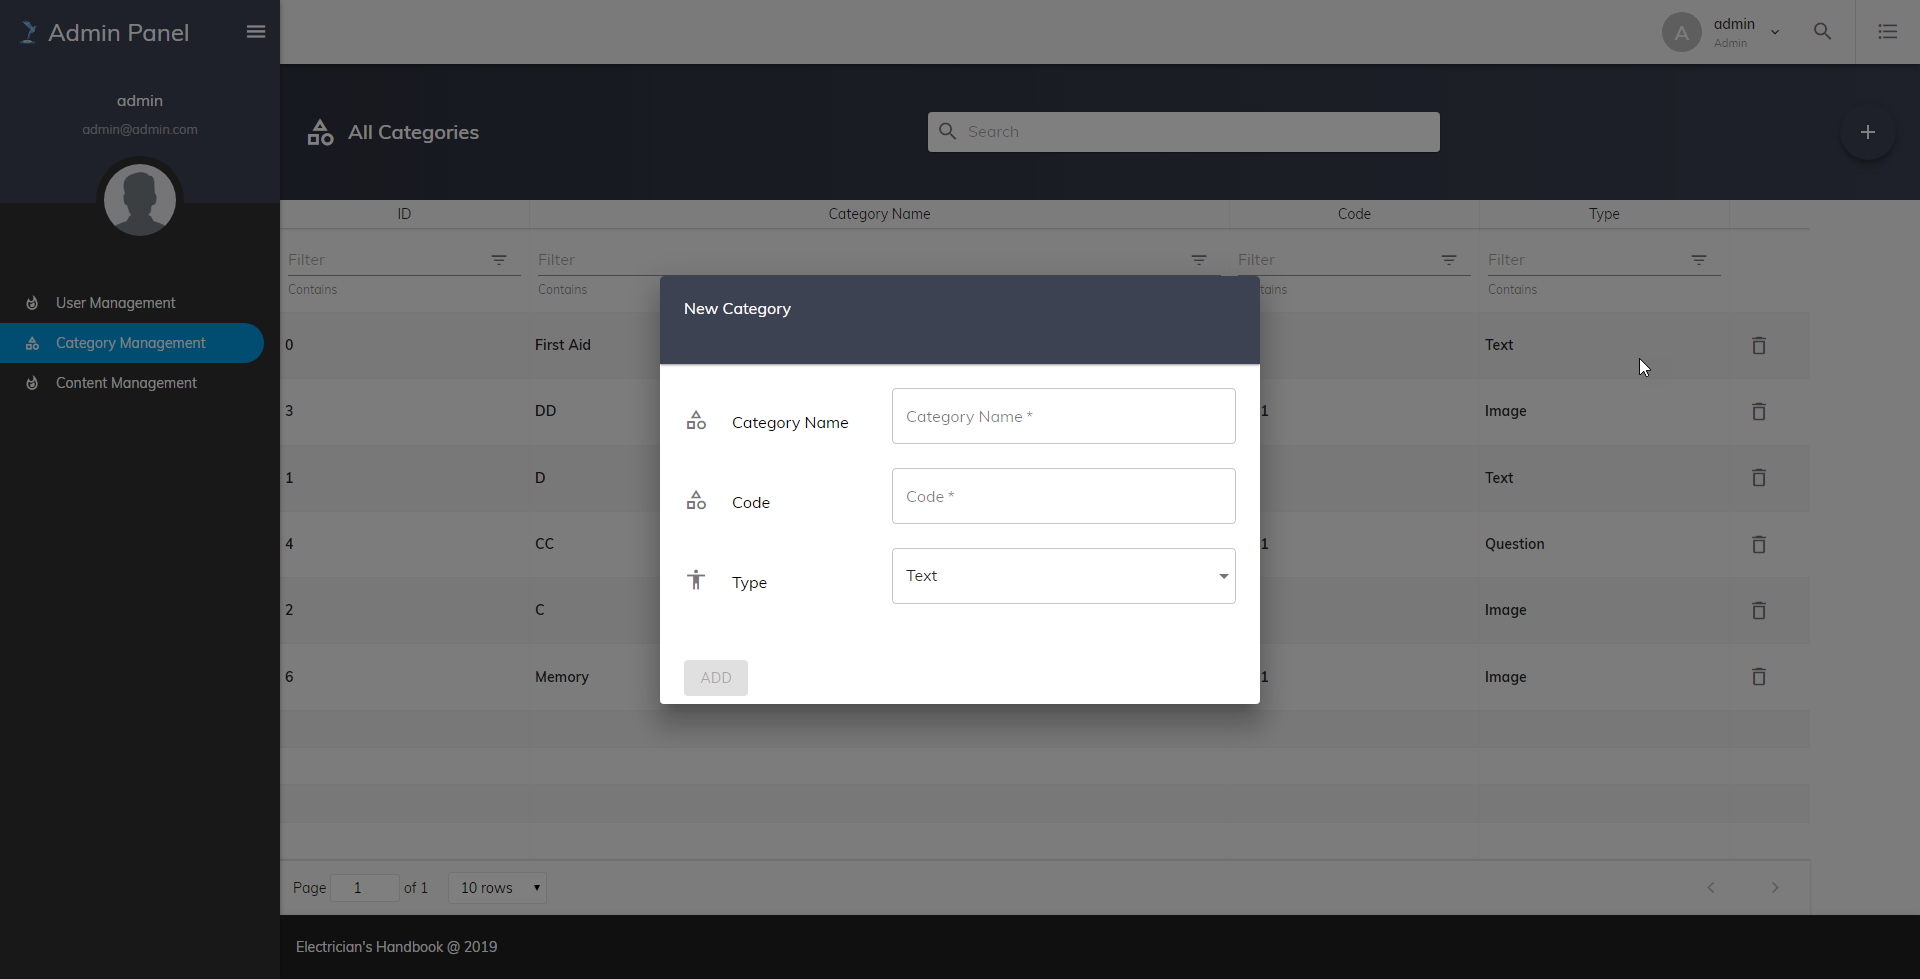 Admin Panel
A
admin
Admin
admin
admin@admin.com
All Categories
Search
ID Category Name Code Type
Filter Filter Filter Filter
Contains Contains tains Contains
User Management
Category Management
Content Management
0 First Aid Text
3 DD 1 Image
1 D Text
4 CC 1 Question
2 C Image
6 Memory 1 Image
New Category
Category Name Category Name *
Code Code *
Type Text
ADD
Page 1 of 1 10 rows
Electrician's Handbook @ 2019